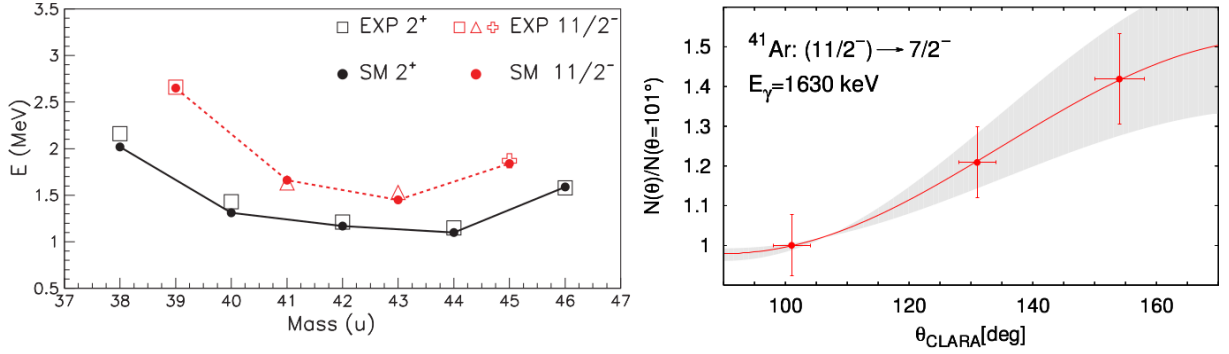 EXP 2⁺ EXP 11/2⁻
SM 2⁺ SM 11/2⁻
E (MeV)
4
3.5
3
2.5
2
1.5
1
0.5
37 38 39 40 41 42 43 44 45 46 47
Mass (u)
⁴¹Ar: (11/2⁻) → 7/2⁻
Eγ=1630 keV
N(θ)/N(θ=101°)
1.5
1.4
1.3
1.2
1.1
1
100 120 140 160
θCLARA[deg]